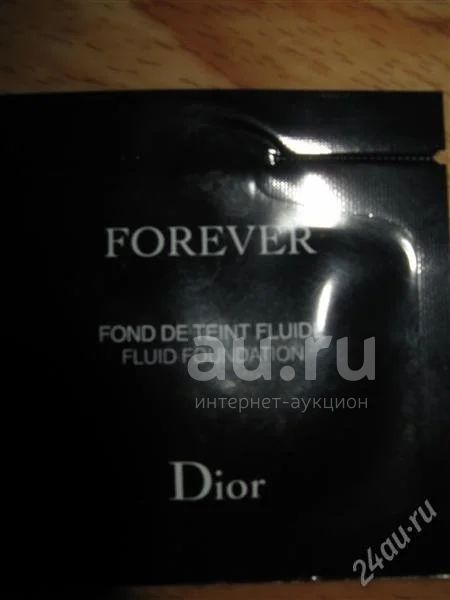 FOREVER
FOND DE TEINT FLUIDE
FLUID FOUNDATION
au.ru
интернет-аукцион
Dior
24au.ru